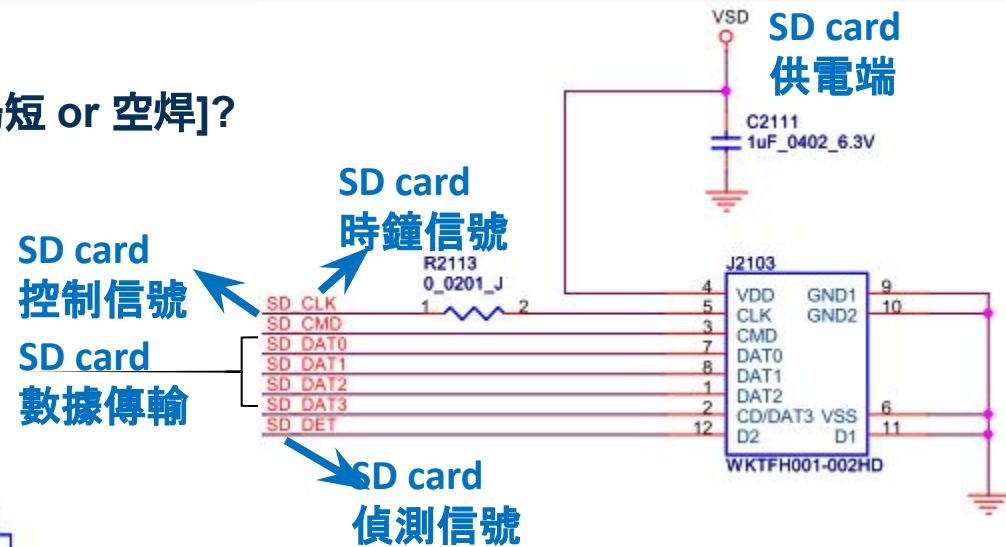 短 or 空焊]?
VSD
SD card
供電端
C2111
1uF_0402_6.3V
SD card
時鐘信號
SD card
控制信號
R2113
0_0201_J
1
2
SD card
數據傳輸
SD_CLK
SD_CMD
SD_DAT0
SD_DAT1
SD_DAT2
SD_DAT3
SD_DET
J2103
4 VDD GND1 9
5 CLK GND2 10
3 CMD
7 DAT0
8 DAT1
1 DAT2
2 CD/DAT3 VSS 6
12 D2 D1 11
WKTFH001-002HD
SD card
偵測信號